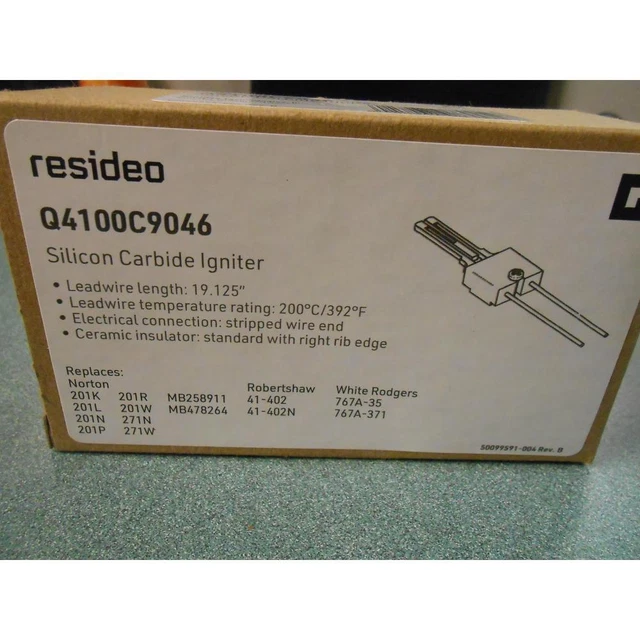 resideo
Q4100C9046
Silicon Carbide Igniter
• Leadwire length: 19.125"
• Leadwire temperature rating: 200°C/392°F
• Electrical connection: stripped wire end
• Ceramic insulator: standard with right rib edge
Replaces:
Norton Robertshaw White Rodgers
201K 201R MB258911 41-402 767A-35
201L 201W MB478264 41-402N 767A-371
201N 271N
201P 271W
50099591-004 Rev. B